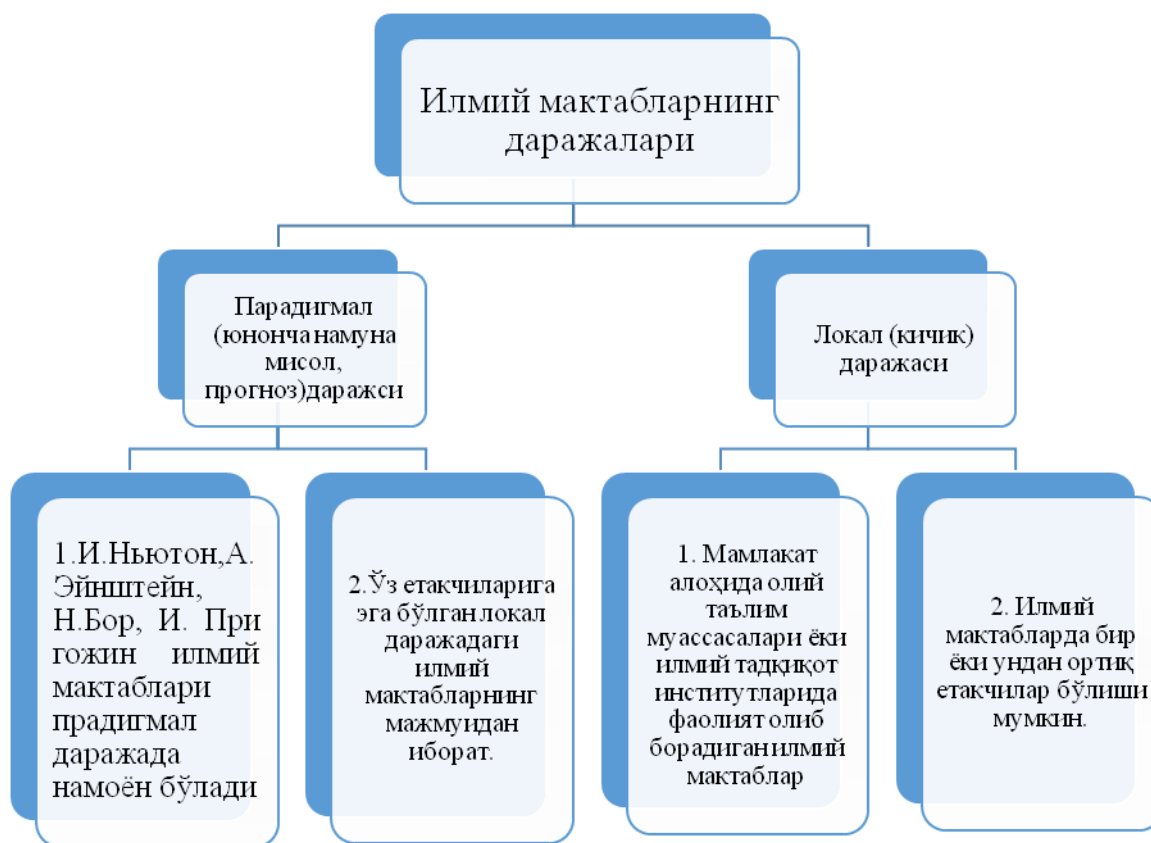 Илмий мактабларнинг
даражалари
Парадигмал
(юнонча намуна
мисол,
прогноз)даражси
Локал (кичик)
даражаси
1.И.Ньютон,А.
Эйнштейн,
Н.Бор, И. При
гожин илмий
мактаблари
прадигмал
даражада
намоён бўлади
2.Ўз етакчиларига
эга бўлган локал
даражадаги
илмий
мактабларнинг
мажмуидан
иборат.
1. Мамлакат
алоҳида олий
таълим
муассасалари ёки
илмий тадқиқот
институтларида
фаолият олиб
борадиган илмий
мактаблар
2. Илмий
мактабларда бир
ёки ундан ортиқ
етакчилар бўлиши
мумкин.